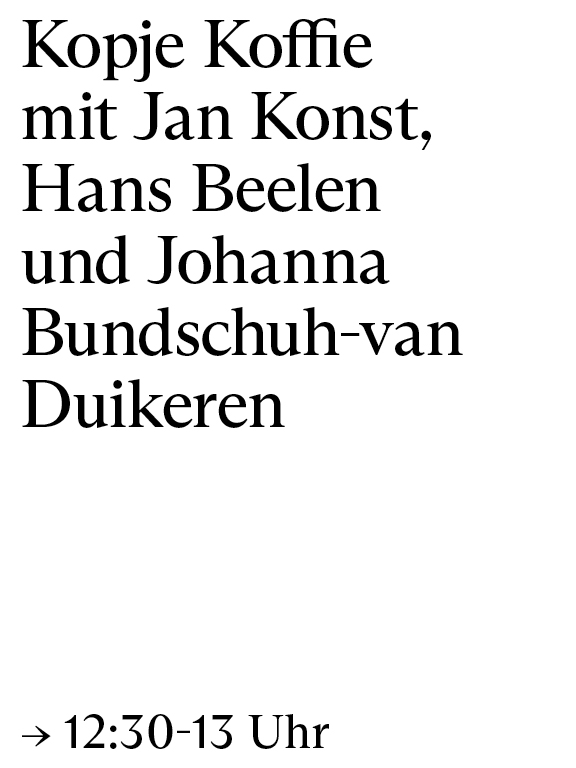 Kopje Koffie
mit Jan Konst,
Hans Beelen
und Johanna
Bundschuh-van
Duikeren
→ 12:30-13 Uhr